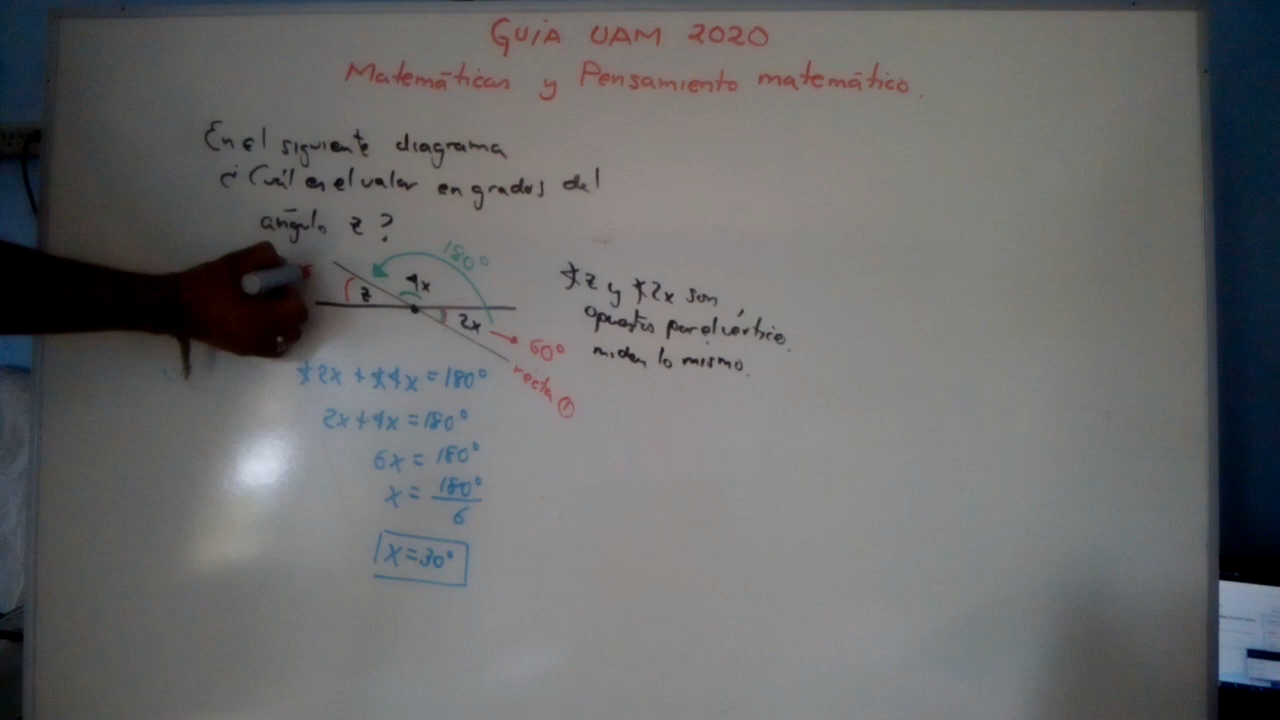 GUIA UAM 2020
Matemáticas y Pensamiento matemático.
En el siguiente diagrama
¿Cuál es el valor en grados del
ángulo z?
180°
4x
z
2x
60°
recta ①
∡z y ∡2x son
opuestos por el vértice.
miden lo mismo.
∡2x + ∡4x = 180°
2x + 4x = 180°
6x = 180°
x = 180°/6
x = 30°